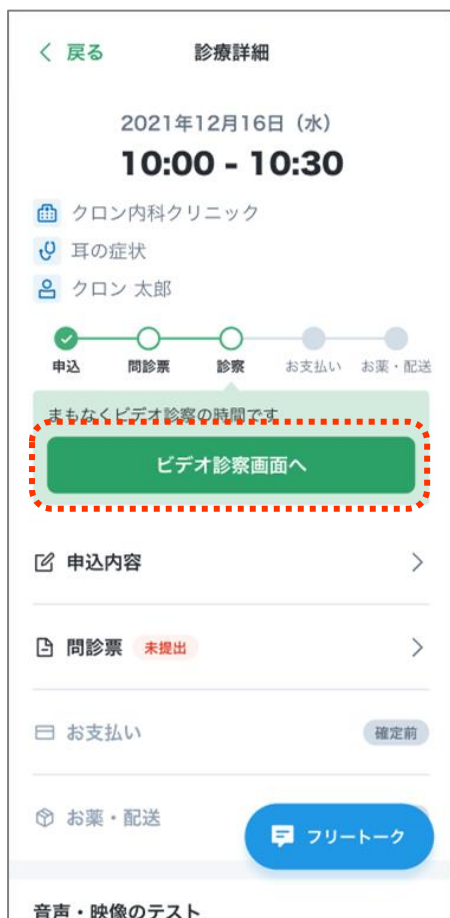 戻る 診療詳細
2021年12月16日（水）
10:00 - 10:30
クロン内科クリニック
耳の症状
クロン 太郎
申込 問診票 診察 お支払い お薬・配送
まもなくビデオ診察の時間です
ビデオ診察画面へ
申込内容
問診票 未提出
お支払い 確定前
お薬・配送
フリートーク
音声・映像のテスト